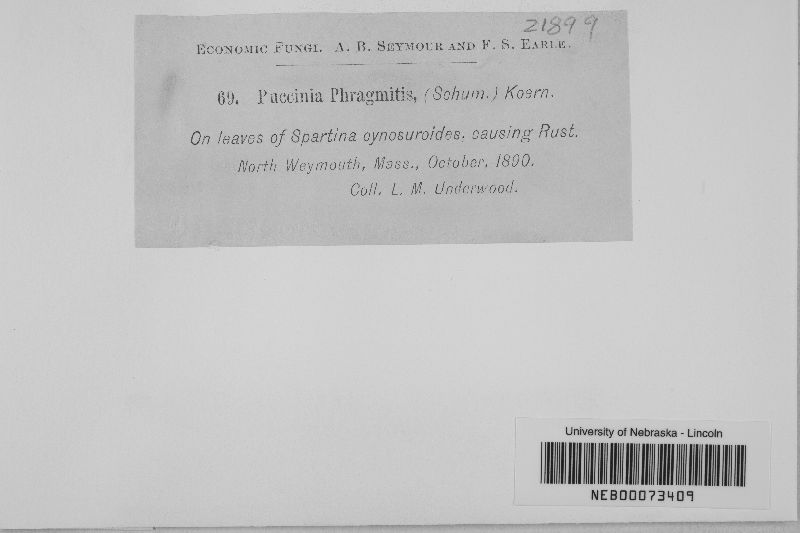 21899
ECONOMIC FUNGI. A. B. SEYMOUR AND F. S. EARLE.
69. Puccinia Phragmitis, (Schum.) Koern.
On leaves of Spartina cynosuroides, causing Rust.
North Weymouth, Mass., October, 1890.
Coll. L. M. Underwood.
University of Nebraska - Lincoln
NEB00073409